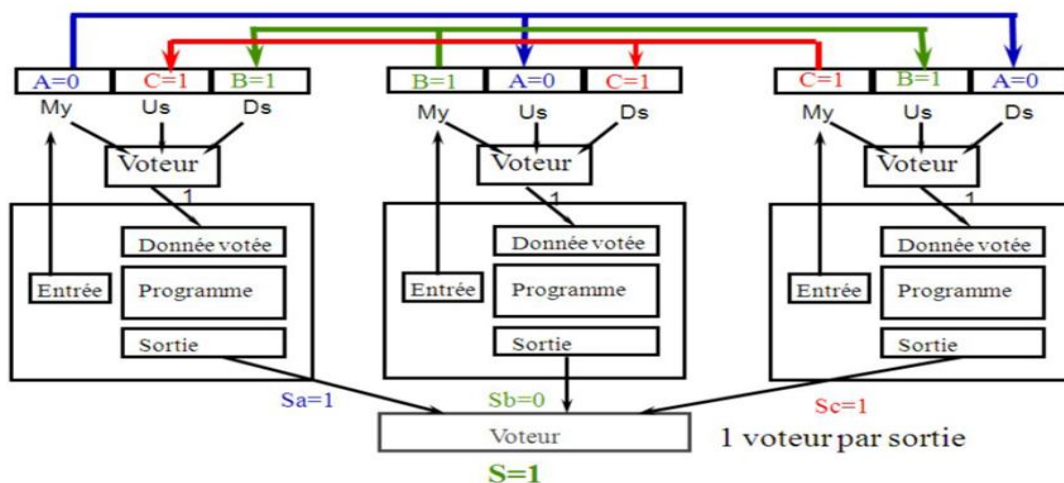 A=0 C=1 B=1 B=1 A=0 C=1 C=1 B=1 A=0
My Us Ds My Us Ds My Us Ds
Voteur Voteur Voteur
1 1 1
Donnée votée Donnée votée Donnée votée
Entrée Programme Entrée Programme Entrée Programme
Sortie Sortie Sortie
Sa=1 Sb=0 Sc=1
Voteur 1 voteur par sortie
S=1